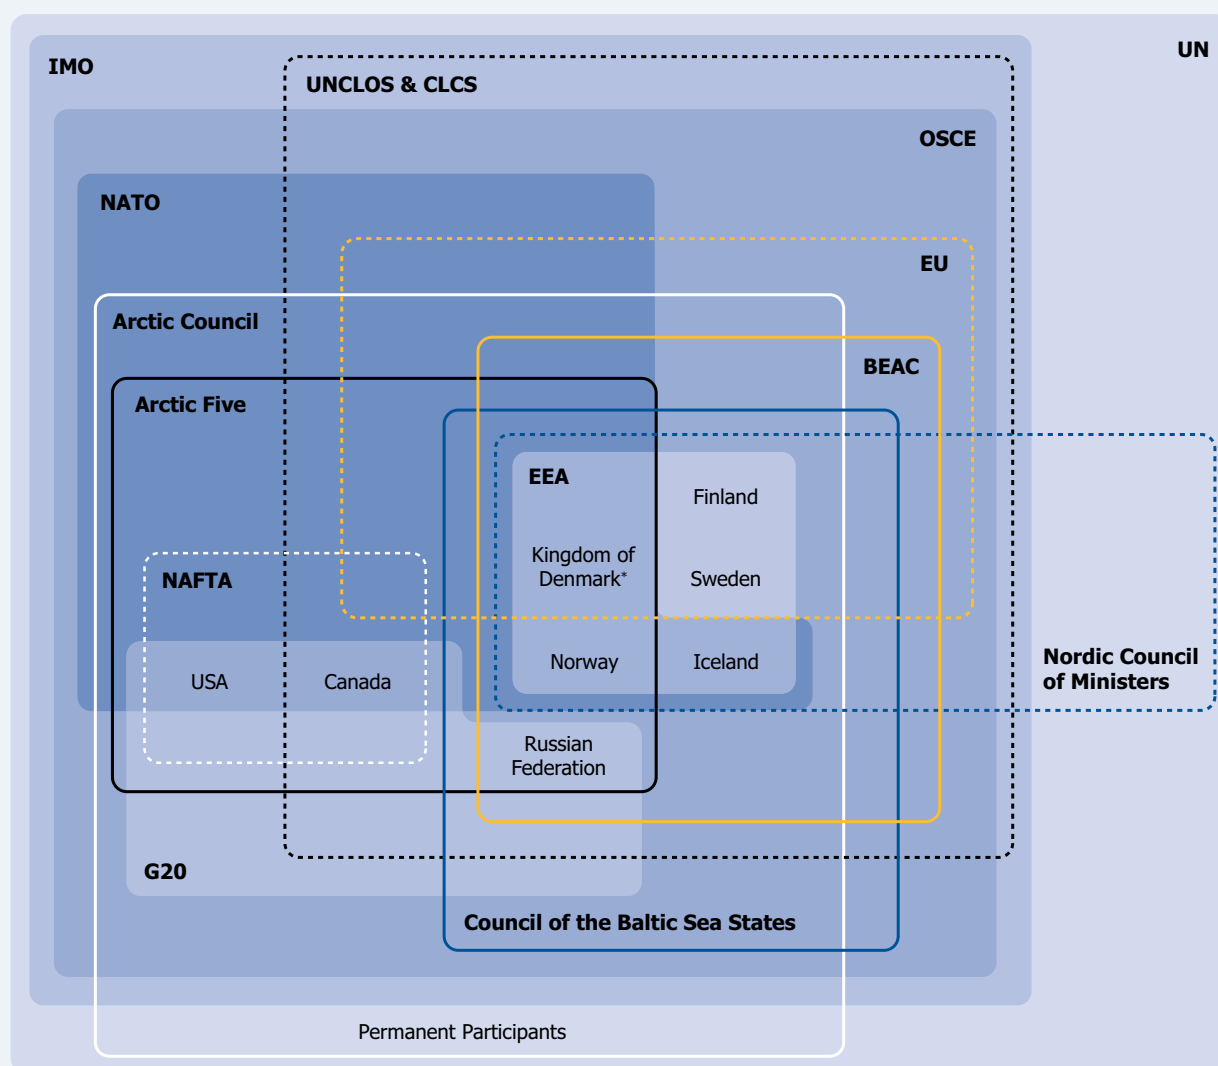 UN
IMO
UNCLOS & CLCS
OSCE
NATO
EU
Arctic Council
BEAC
Arctic Five
EEA
Finland
Kingdom of
Denmark*
Sweden
NAFTA
Norway
Iceland
Nordic Council
of Ministers
USA
Canada
Russian
Federation
G20
Council of the Baltic Sea States
Permanent Participants